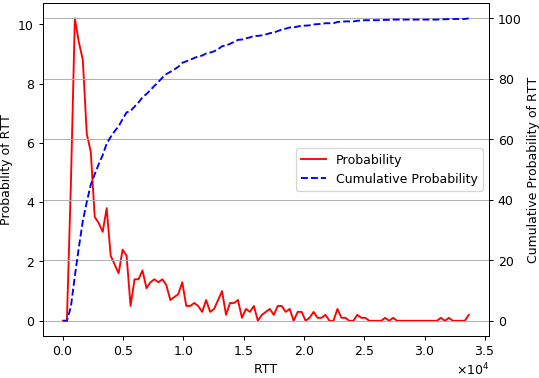 10
8
6
4
2
0
Probability of RTT
100
80
60
40
20
0
Cumulative Probability of RTT
Probability
Cumulative Probability
0.0 0.5 1.0 1.5 2.0 2.5 3.0 3.5
×10⁴
RTT